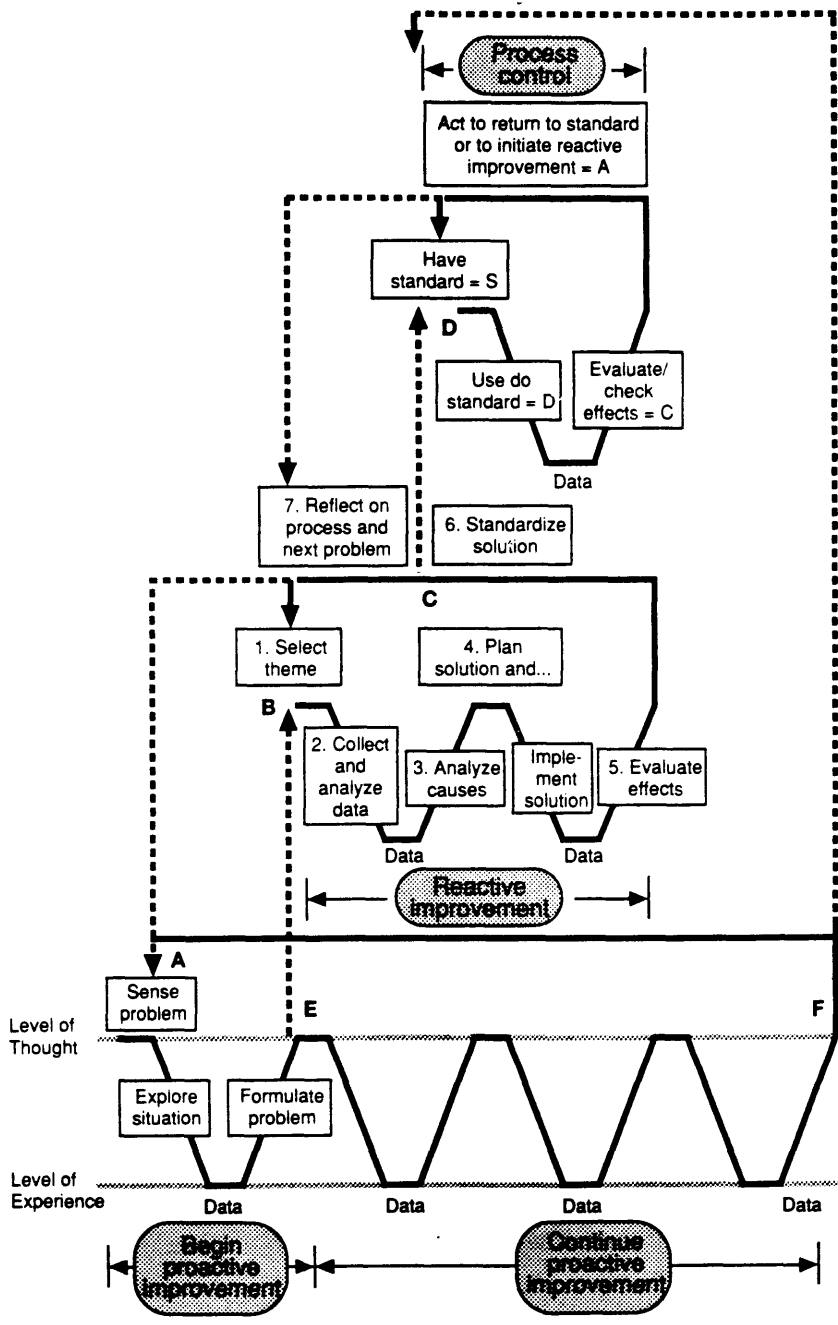 Process
control
Act to return to standard
or to initiate reactive
improvement = A
Have
standard = S
D
Use do
standard = D
Evaluate/
check
effects = C
Data
7. Reflect on
process and
next problem
6. Standardize
solution
C
1. Select
theme
4. Plan
solution and...
B
2. Collect
and
analyze
data
3. Analyze
causes
Imple-
ment
solution
5. Evaluate
effects
Data
Data
Reactive
improvement
A
Sense
problem
E
F
Level of
Thought
Explore
situation
Formulate
problem
Level of
Experience
Data
Data
Data
Data
Begin
proactive
improvement
Continue
proactive
improvement